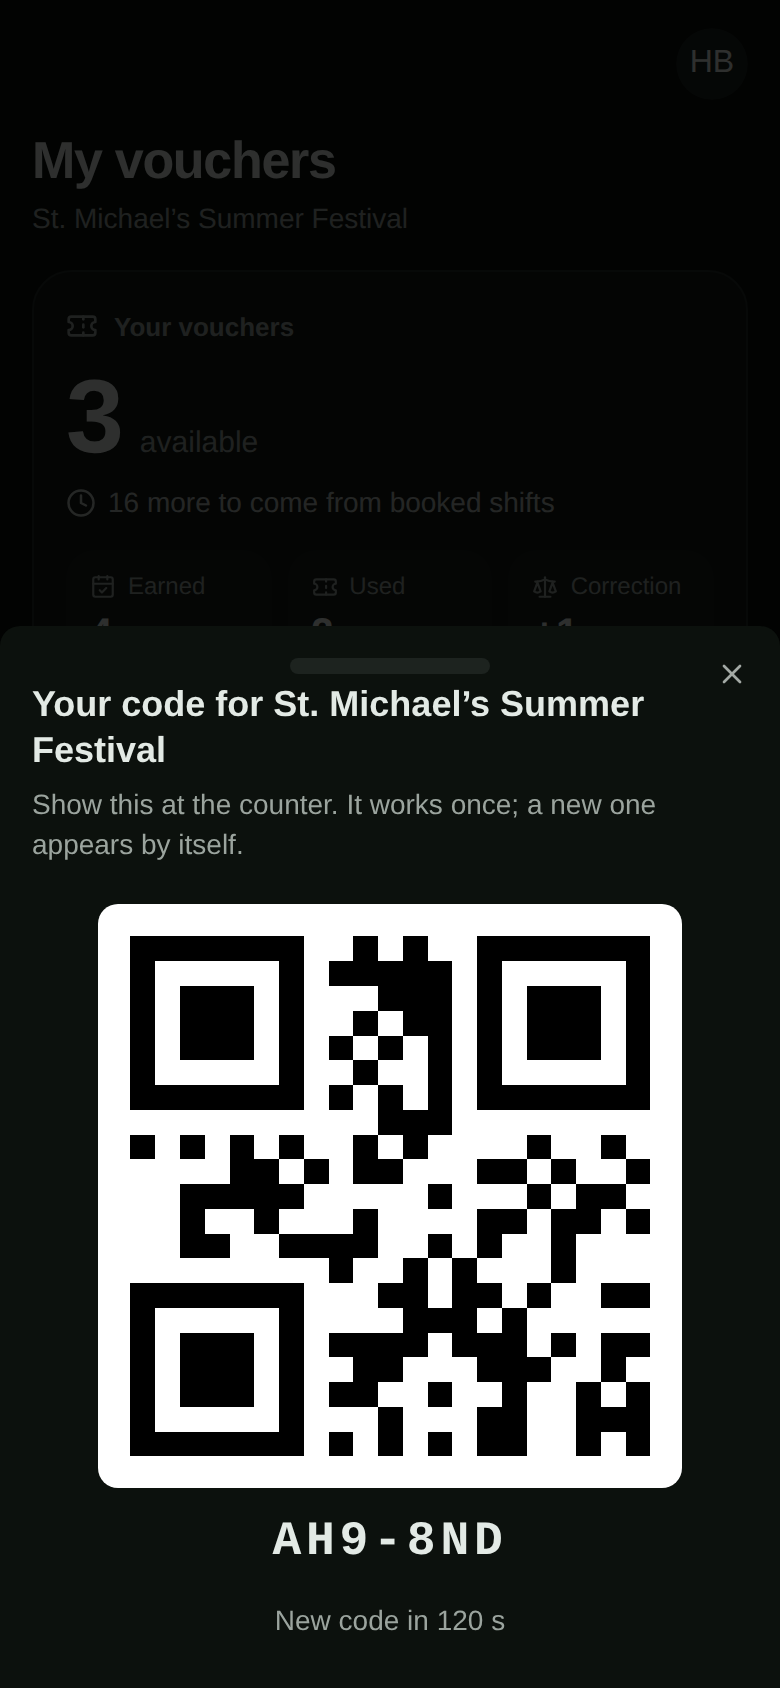 HB
My vouchers
St. Michael’s Summer Festival
Your vouchers
3 available
16 more to come from booked shifts
Earned
Used
Correction
Your code for St. Michael’s Summer
Festival
Show this at the counter. It works once; a new one
appears by itself.
AH9-8ND
New code in 120 s